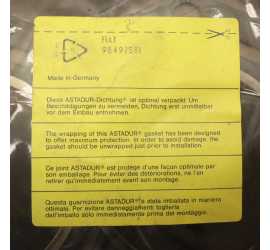 FIAT
Made in Germany
Diese ASTADUR-Dichtung® ist optimal verpackt. Um
Beschädigungen zu vermeiden, Dichtung erst unmittelbar
vor dem Einbau entnehmen.
The wrapping of this ASTADUR® gasket has been designed
to offer maximum protection. In order to avoid damage, the
gasket should be unwrapped just prior to installation.
Ce joint ASTADUR® est protégé d'une façon optimale par
son emballage. Pour éviter des détériorations, ne l'en
retirer qu'immédiatement avant son montage.
Questa guarnizione ASTADUR® è stata imballata in maniera
ottimale. Per evitare danneggiamenti toglierla
dall'imballo solo immediatamente prima del montaggio.